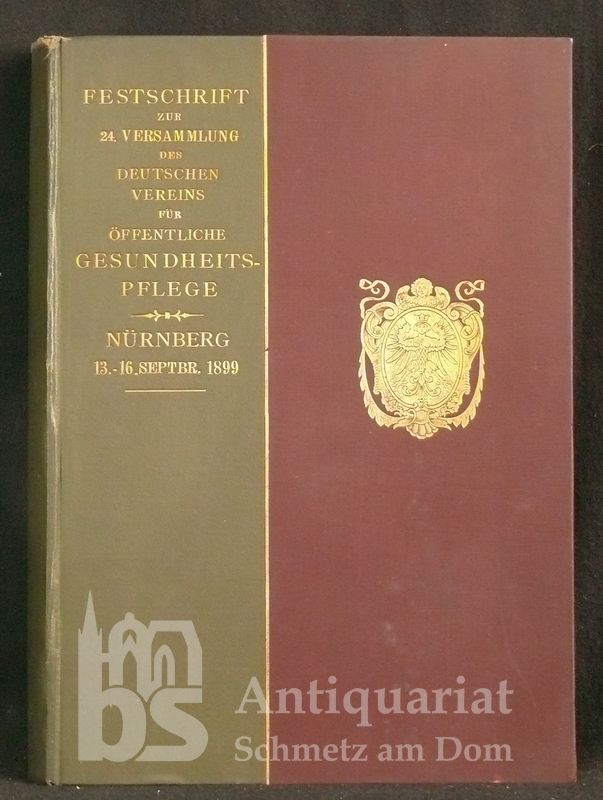 FESTSCHRIFT
ZUR
24. VERSAMMLUNG
DES
DEUTSCHEN
VEREINS
FÜR
ÖFFENTLICHE
GESUNDHEITS-
PFLEGE
NÜRNBERG
13.-16. SEPTBR. 1899
bs
Antiquariat
Schmetz am Dom